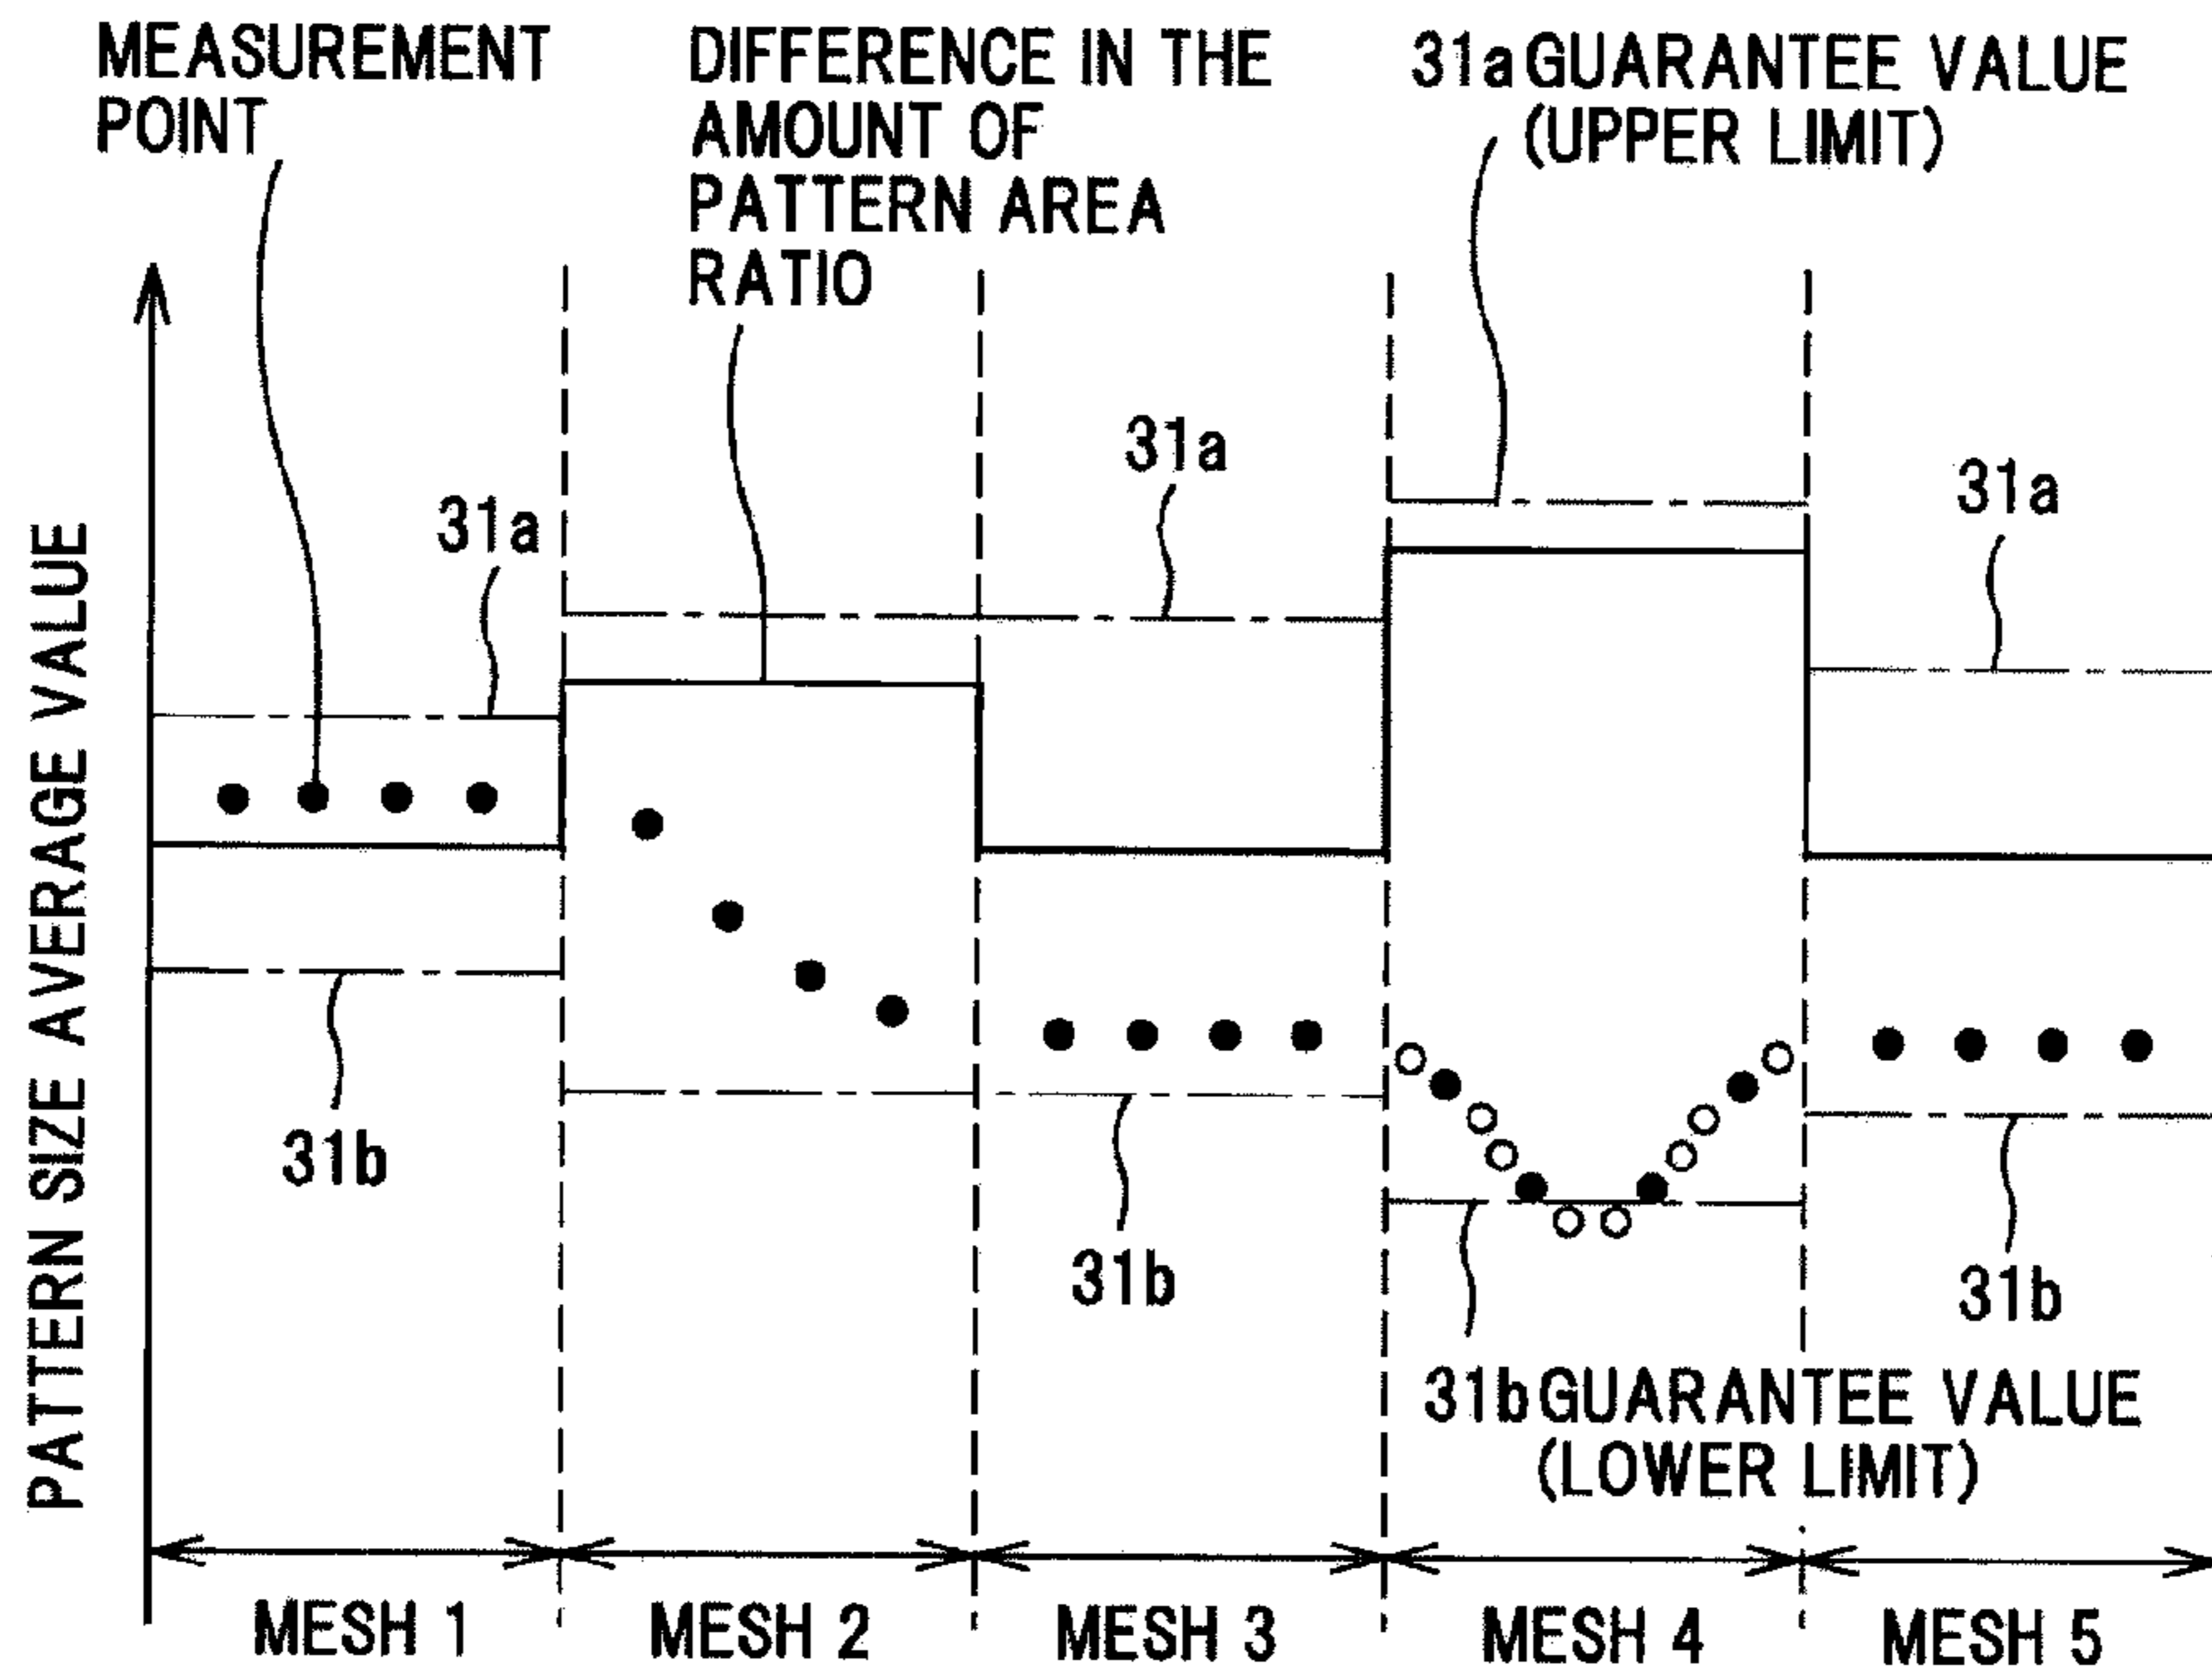 MEASUREMENT
POINT
DIFFERENCE IN THE
AMOUNT OF
PATTERN AREA
RATIO
31a GUARANTEE VALUE
(UPPER LIMIT)
31a
31a
31a
PATTERN SIZE AVERAGE VALUE
31b
31b
31b
31b GUARANTEE VALUE
(LOWER LIMIT)
MESH 1
MESH 2
MESH 3
MESH 4
MESH 5